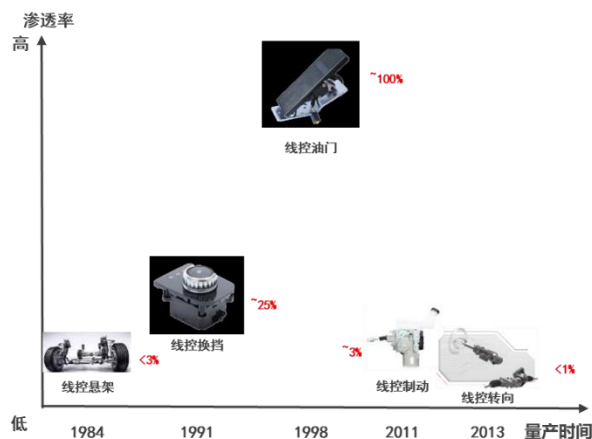 渗透率
高
~100%
线控油门
~25%
线控换挡
<3%
~3%
<1%
线控悬架
线控制动
线控转向
低
1984 1991 1998 2011 2013 量产时间